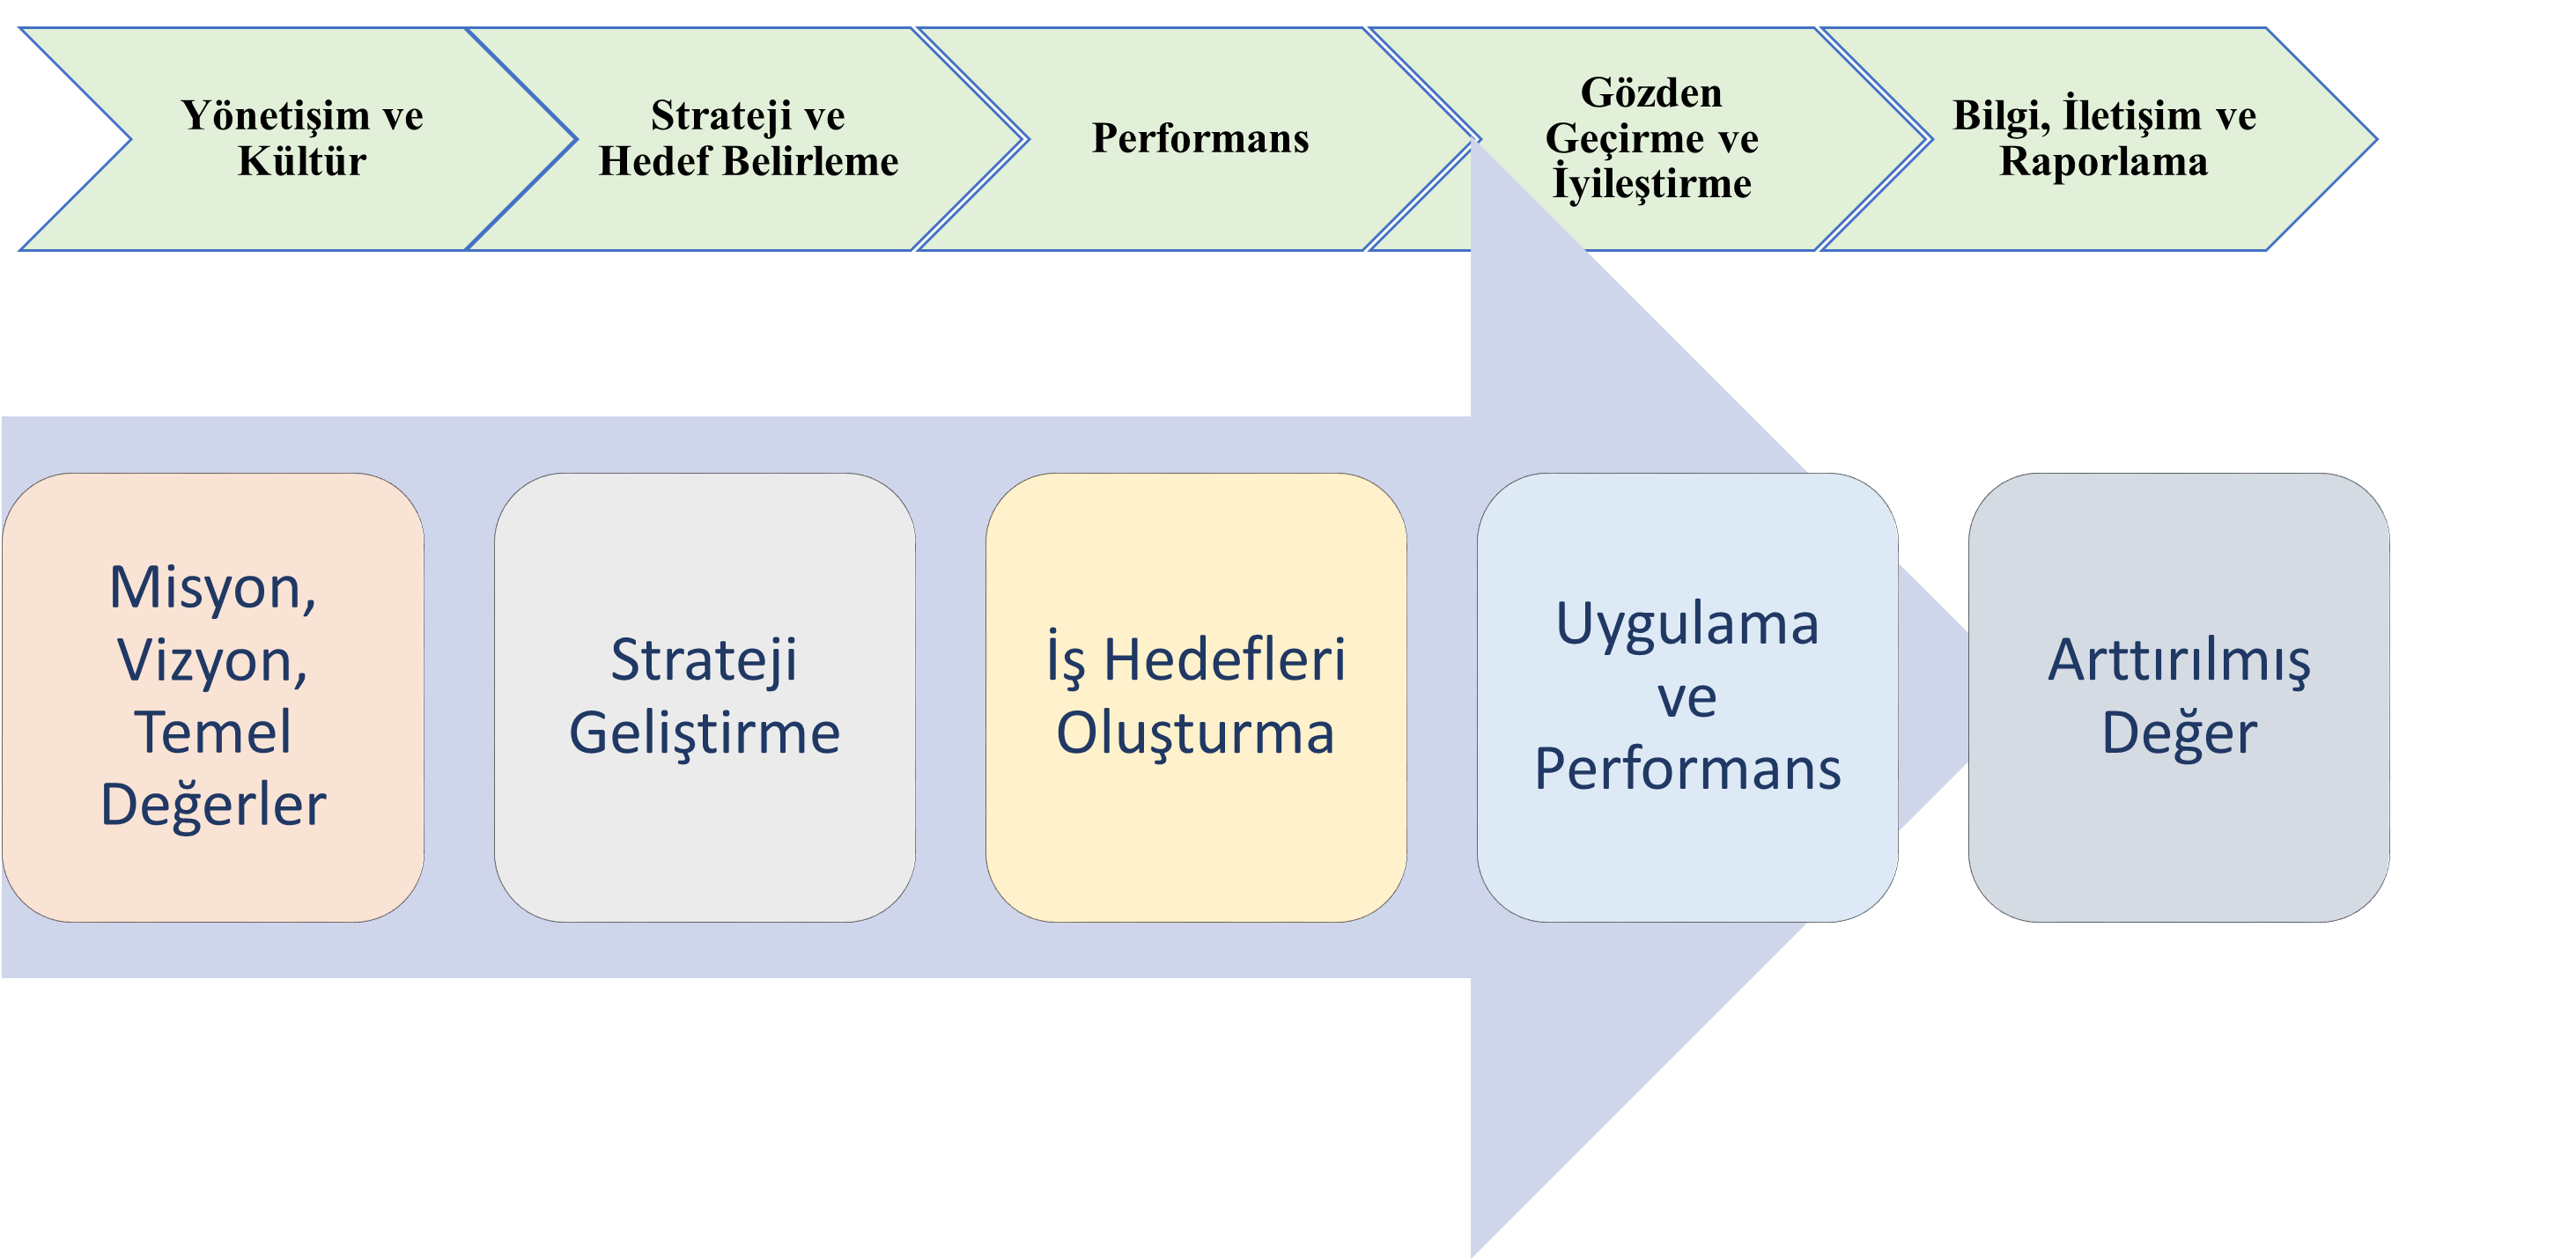 Yönetişim ve
Kültür
Strateji ve
Hedef Belirleme
Performans
Gözden
Geçirme ve
İyileştirme
Bilgi, İletişim ve
Raporlama
Misyon,
Vizyon,
Temel
Değerler
Strateji
Geliştirme
İş Hedefleri
Oluşturma
Uygulama
ve
Performans
Arttırılmış
Değer